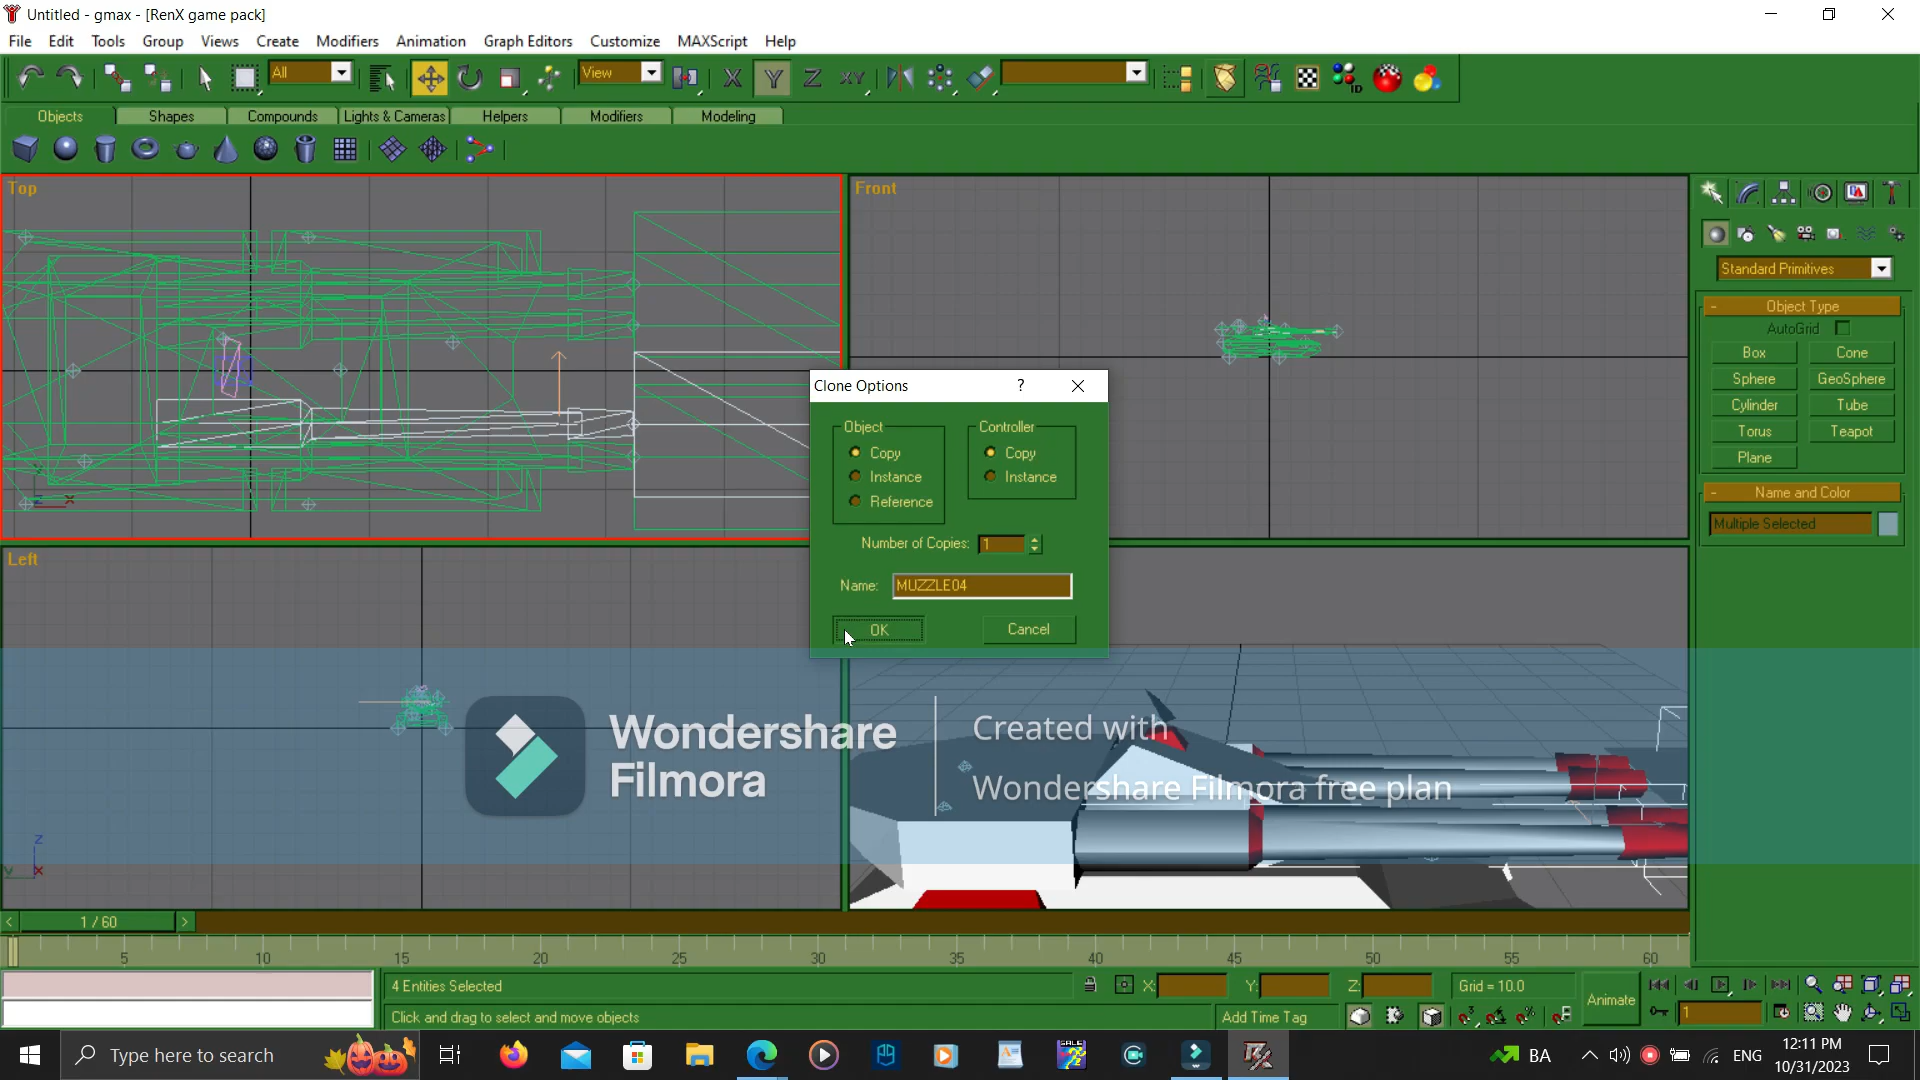 Untitled - gmax - [RenX game pack]
File Edit Tools Group Views Create Modifiers Animation Graph Editors Customize MAXScript Help
All
View
X Y Z XY
ID
Objects Shapes Compounds Lights & Cameras Helpers Modifiers Modeling
Top
Front
Left
Standard Primitives
- Object Type
AutoGrid
Box Cone
Sphere GeoSphere
Cylinder Tube
Torus Teapot
Plane
- Name and Color
Multiple Selected
Clone Options ?
Object Controller
Copy Copy
Instance Instance
Reference
Number of Copies: 1
Name: MUZZLE04
OK Cancel
Wondershare
Filmora
Created with
Wondershare Filmora free plan
< 1 / 60 >
5 10 15 20 25 30 35 40 45 50 55 60
4 Entities Selected X: Y: Z: Grid = 10.0
Click and drag to select and move objects Add Time Tag
Animate
1
Type here to search
BA
ENG
12:11 PM
10/31/2023